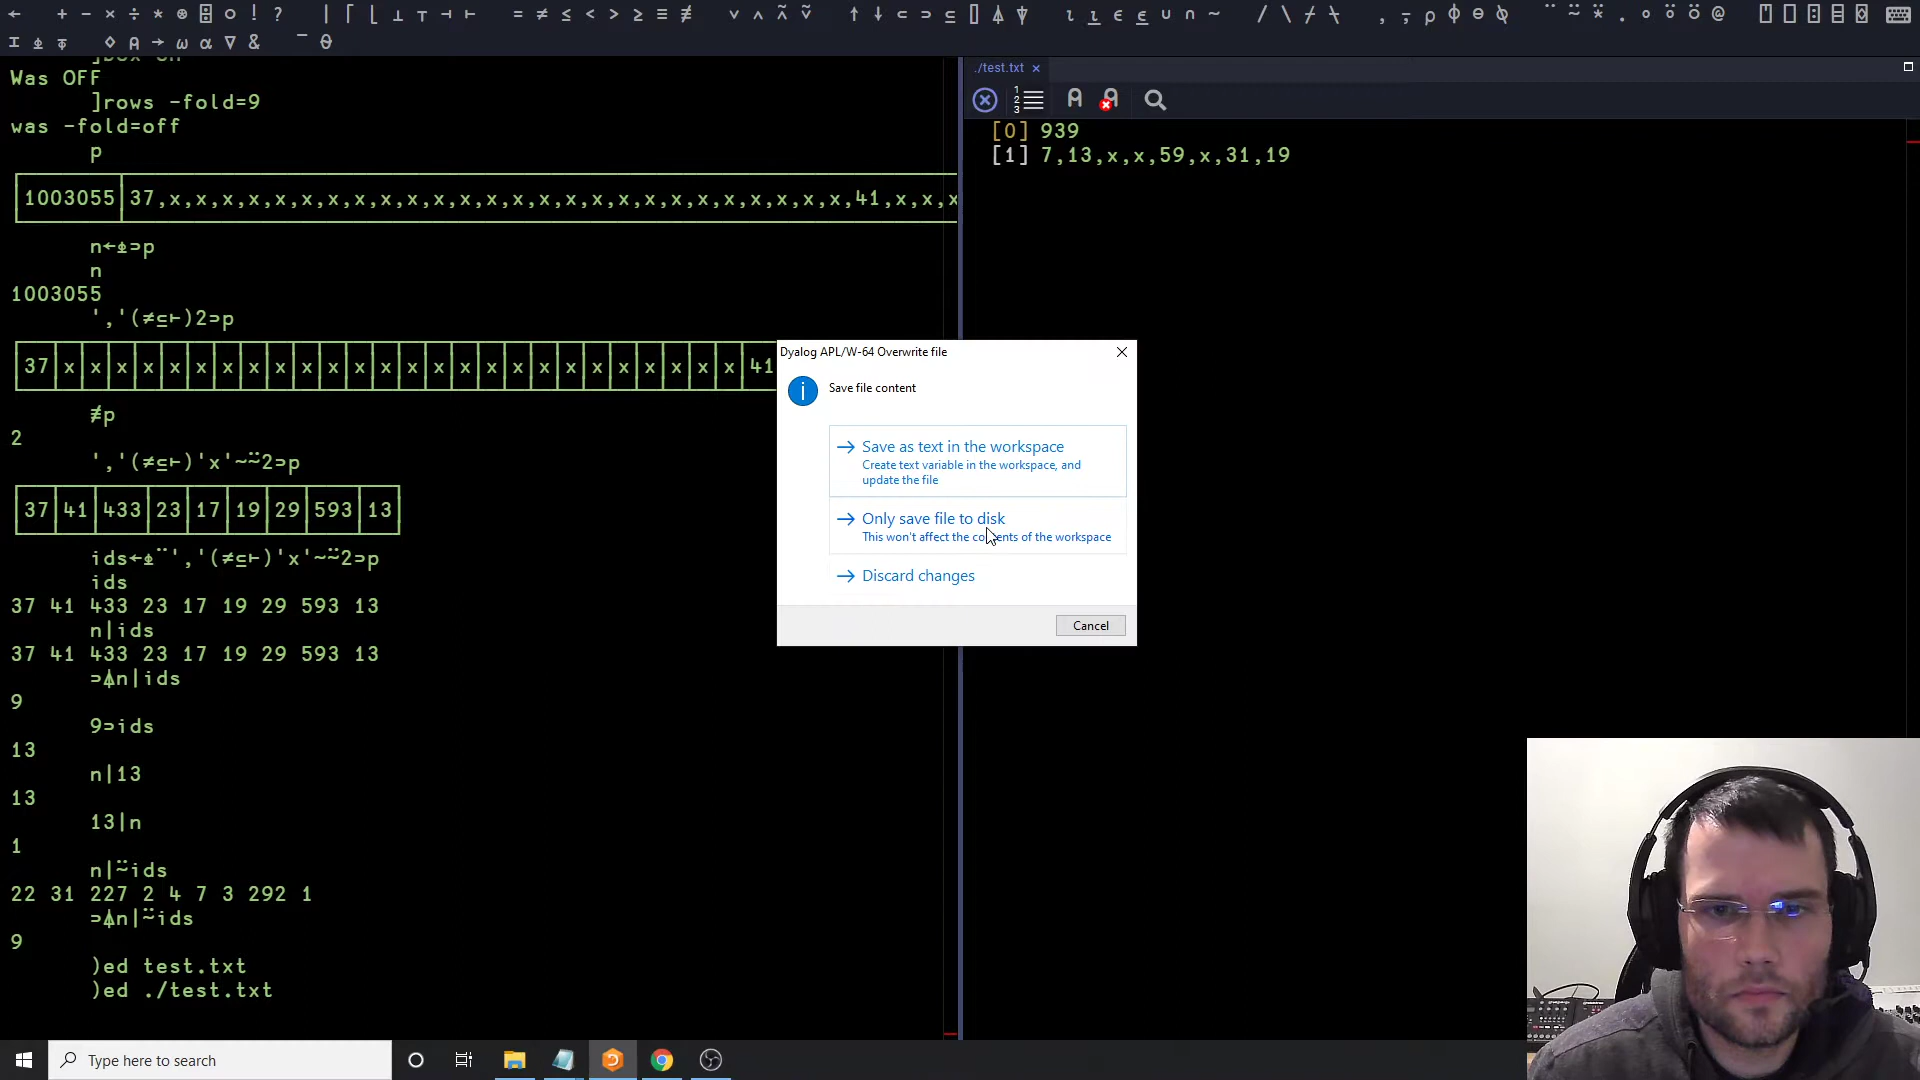 ← + - × ÷ * ⍟ ⌹ ○ ! ? | ⌈ ⌊ ⊥ ⊤ ⊣ ⊢ = ≠ ≤ < > ≥ ≡ ≢ ∨ ∧ ⍲ ⍱ ↑ ↓ ⊂ ⊃ ⊆ ⌷ ⍋ ⍒ ⍳ ⍸ ∊ ⍷ ∪ ∩ ~ / \ ⌿ ⍀ , ⍪ ⍴ ⌽ ⊖ ⍉ ¨ ⍨ ⍣ . ∘ ⍤ ⍥ @ ⍞ ⎕ ⍠ ⌸ ⌺
⌶ ⍎ ⍕ ⋄ ⍝ → ⍵ ⍺ ∇ & ¯ ⍬
]box on
Was OFF
]rows -fold=9
was -fold=off
p
1003055 37,x,x,x,x,x,x,x,x,x,x,x,x,x,x,x,x,x,x,x,x,x,x,x,x,x,x,41,x,x,x
n←⍎⊃p
n
1003055
','(≠⊆⊢)2⊃p
37 x x x x x x x x x x x x x x x x x x x x x x x x x x 41
≢p
2
','(≠⊆⊢)'x'~⍨2⊃p
37 41 433 23 17 19 29 593 13
ids←⍎¨','(≠⊆⊢)'x'~⍨2⊃p
ids
37 41 433 23 17 19 29 593 13
n|ids
37 41 433 23 17 19 29 593 13
⊃⍋n|ids
9
9⊃ids
13
n|13
13
13|n
1
n|⍨ids
22 31 227 2 4 7 3 292 1
⊃⍋n|⍨ids
9
)ed test.txt
)ed ./test.txt
./test.txt ×
[0] 939
[1] 7,13,x,x,59,x,31,19
Dyalog APL/W-64 Overwrite file
Save file content
Save as text in the workspace
Create text variable in the workspace, and
update the file
Only save file to disk
This won't affect the contents of the workspace
Discard changes
Cancel
Type here to search